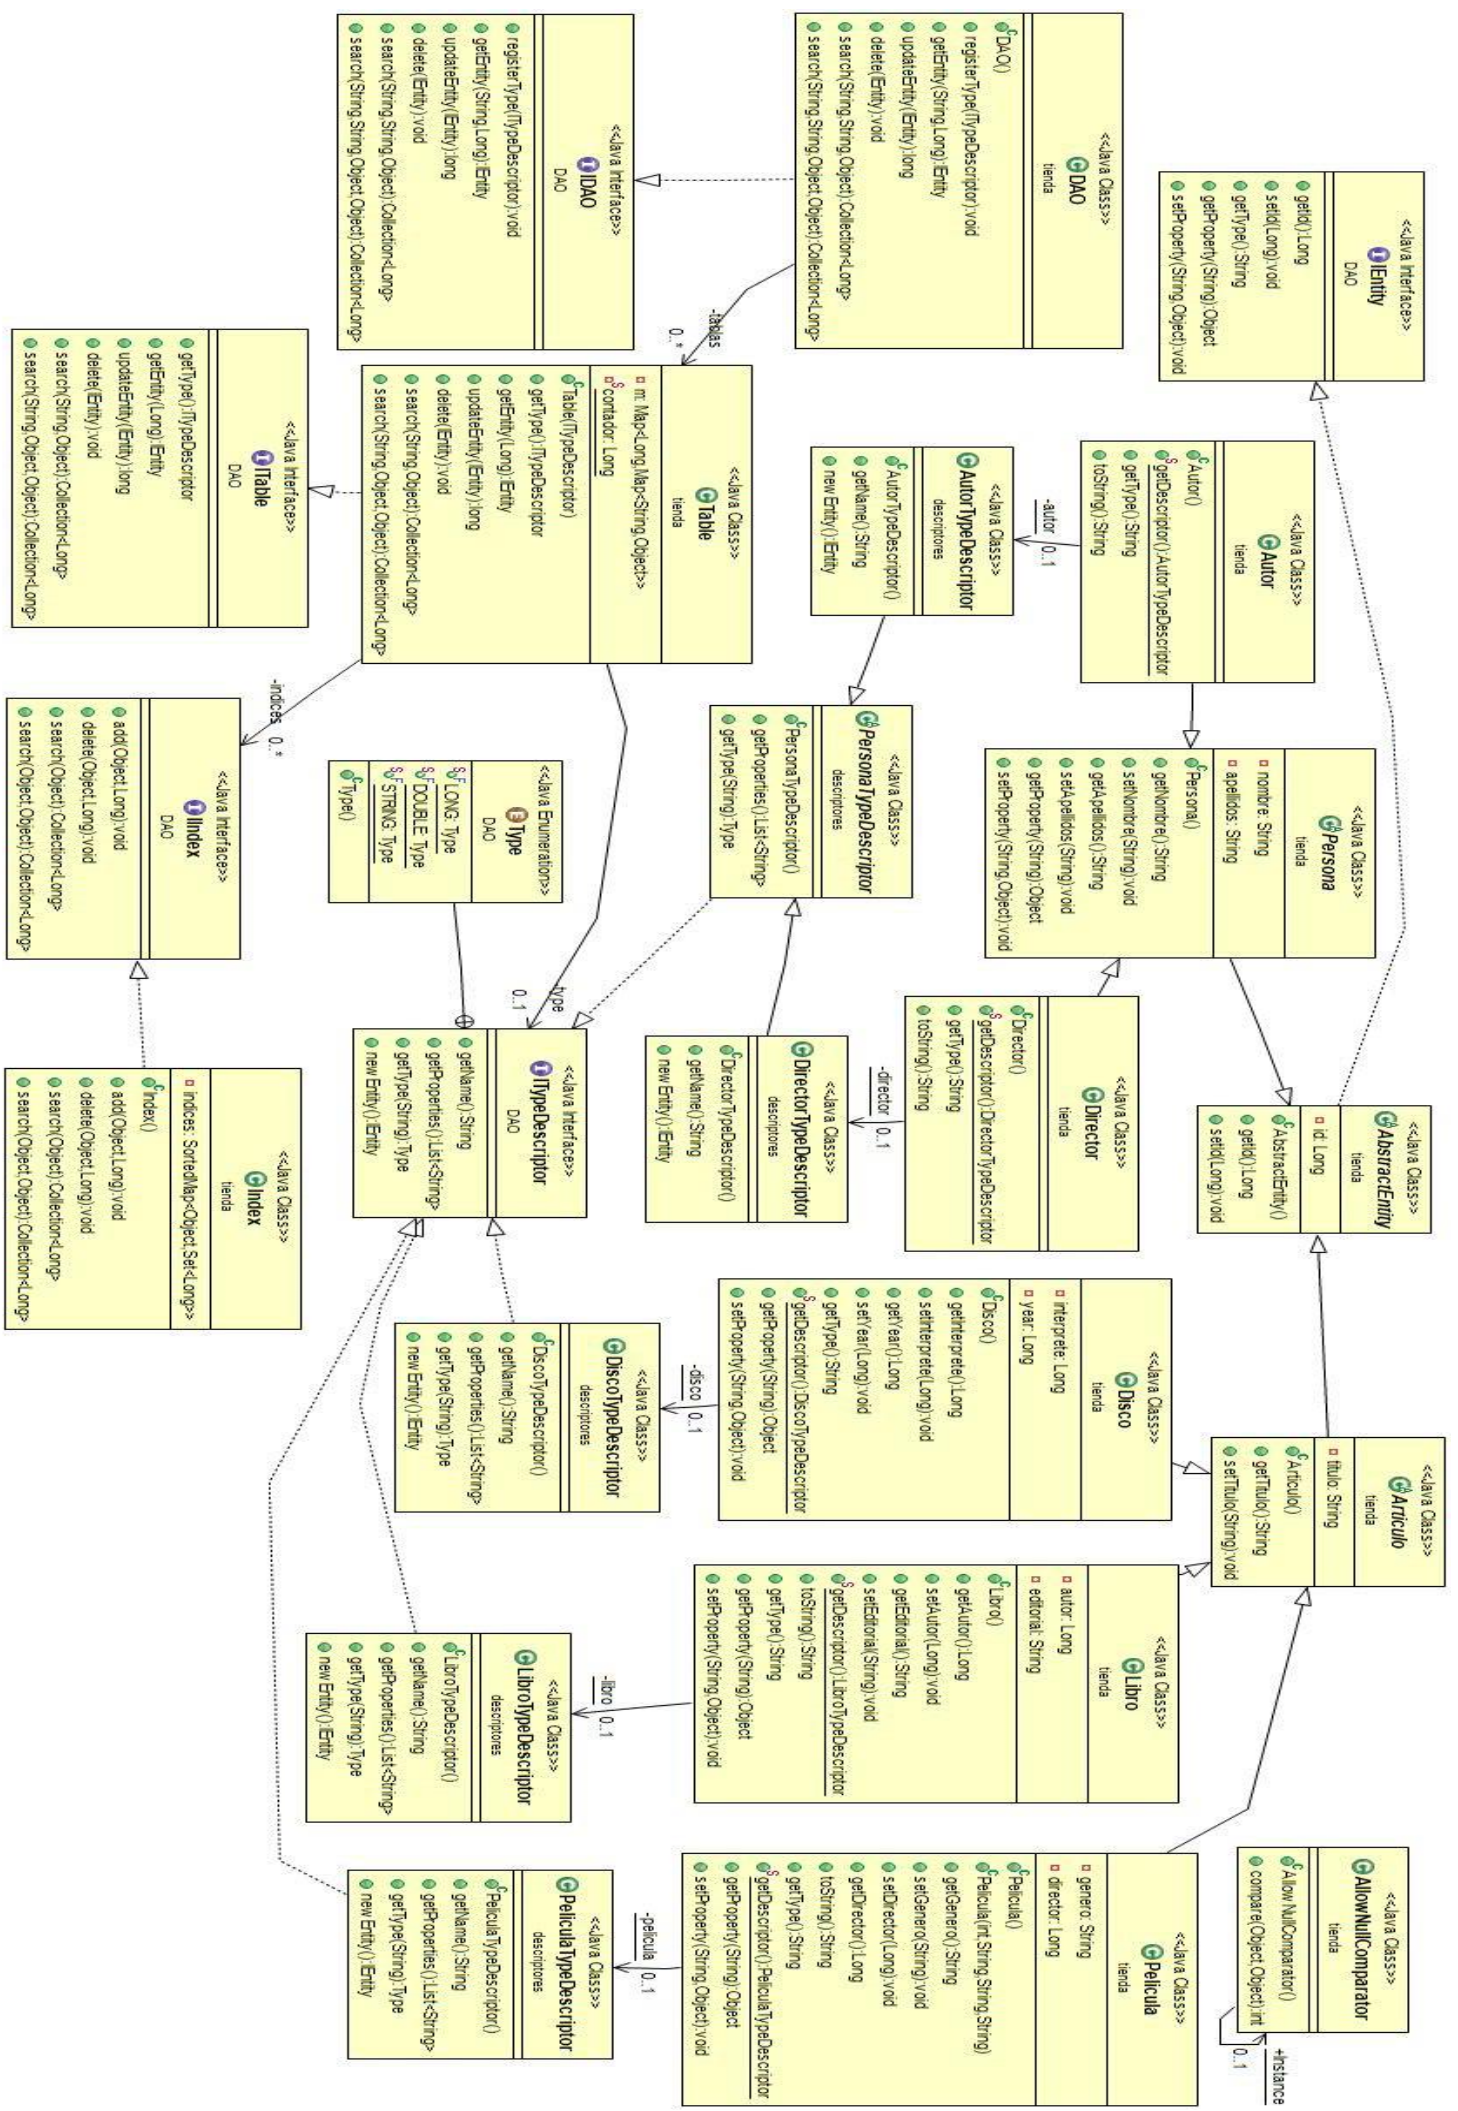 <<Java Interface>>
IEntity
DAO
getId():Long
setId(Long):void
getType():String
getProperty(String):Object
setProperty(String,Object):void
<<Java Class>>
AbstractEntity
tienda
id: Long
AbstractEntity()
getId():Long
setId(Long):void
<<Java Class>>
Articulo
tienda
titulo: String
Articulo()
getTitulo():String
setTitulo(String):void
<<Java Class>>
AllowNullComparator
tienda
AllowNullComparator()
compare(Object,Object):int
+Instance
0..1
<<Java Class>>
Autor
tienda
Autor()
getDescriptor():AutorTypeDescriptor
getType():String
toString():String
-autor 0..1
<<Java Class>>
Persona
tienda
nombre: String
apellidos: String
Persona()
getNombre():String
setNombre(String):void
getApellidos():String
setApellidos(String):void
getProperty(String):Object
setProperty(String,Object):void
<<Java Class>>
Director
tienda
Director()
getDescriptor():DirectorTypeDescriptor
getType():String
toString():String
-director 0..1
<<Java Class>>
Disco
tienda
interprete: Long
year: Long
Disco()
getInterprete():Long
setInterprete(Long):void
getYear():Long
setYear(Long):void
getType():String
getDescriptor():DiscoTypeDescriptor
getProperty(String):Object
setProperty(String,Object):void
-disco 0..1
<<Java Class>>
Libro
tienda
autor: Long
editorial: String
Libro()
getAutor():Long
setAutor(Long):void
getEditorial():String
setEditorial(String):void
getDescriptor():LibroTypeDescriptor
toString():String
getType():String
getProperty(String):Object
setProperty(String,Object):void
-libro 0..1
<<Java Class>>
Pelicula
tienda
genero: String
director: Long
Pelicula()
Pelicula(int,String,String,String)
getGenero():String
setGenero(String):void
setDirector(Long):void
getDirector():Long
toString():String
getType():String
getDescriptor():PeliculaTypeDescriptor
getProperty(String):Object
setProperty(String,Object):void
-pelicula 0..1
<<Java Class>>
DAO
tienda
DAO()
registerType(ITypeDescriptor):void
getEntity(String,Long):IEntity
updateEntity(IEntity):long
delete(IEntity):void
search(String,String,Object):Collection<Long>
search(String,String,Object,Object):Collection<Long>
-tablas
0..*
<<Java Class>>
AutorTypeDescriptor
descriptores
AutorTypeDescriptor()
getName():String
newEntity():IEntity
<<Java Class>>
PersonaTypeDescriptor
descriptores
PersonaTypeDescriptor()
getProperties():List<String>
getType(String):Type
<<Java Class>>
DirectorTypeDescriptor
descriptores
DirectorTypeDescriptor()
getName():String
newEntity():IEntity
<<Java Class>>
DiscoTypeDescriptor
descriptores
DiscoTypeDescriptor()
getName():String
getProperties():List<String>
getType(String):Type
newEntity():IEntity
<<Java Class>>
LibroTypeDescriptor
descriptores
LibroTypeDescriptor()
getName():String
getProperties():List<String>
getType(String):Type
newEntity():IEntity
<<Java Class>>
PeliculaTypeDescriptor
descriptores
PeliculaTypeDescriptor()
getName():String
getProperties():List<String>
getType(String):Type
newEntity():IEntity
<<Java Interface>>
IDAO
DAO
registerType(ITypeDescriptor):void
getEntity(String,Long):IEntity
updateEntity(IEntity):long
delete(IEntity):void
search(String,String,Object):Collection<Long>
search(String,String,Object,Object):Collection<Long>
<<Java Class>>
Table
tienda
m: Map<Long,Map<String,Object>>
contador: Long
Table(ITypeDescriptor)
getType():ITypeDescriptor
getEntity(Long):IEntity
updateEntity(IEntity):long
delete(IEntity):void
search(String,Object):Collection<Long>
search(String,Object,Object):Collection<Long>
<<Java Enumeration>>
Type
DAO
LONG: Type
DOUBLE: Type
STRING: Type
Type()
-type
0..1
<<Java Interface>>
ITypeDescriptor
DAO
getName():String
getProperties():List<String>
getType(String):Type
newEntity():IEntity
<<Java Interface>>
ITable
DAO
getType():ITypeDescriptor
getEntity(Long):IEntity
updateEntity(IEntity):long
delete(IEntity):void
search(String,Object):Collection<Long>
search(String,Object,Object):Collection<Long>
-indices 0..*
<<Java Interface>>
IIndex
DAO
add(Object,Long):void
delete(Object,Long):void
search(Object):Collection<Long>
search(Object,Object):Collection<Long>
<<Java Class>>
Index
tienda
indices: SortedMap<Object,Set<Long>>
Index()
add(Object,Long):void
delete(Object,Long):void
search(Object):Collection<Long>
search(Object,Object):Collection<Long>